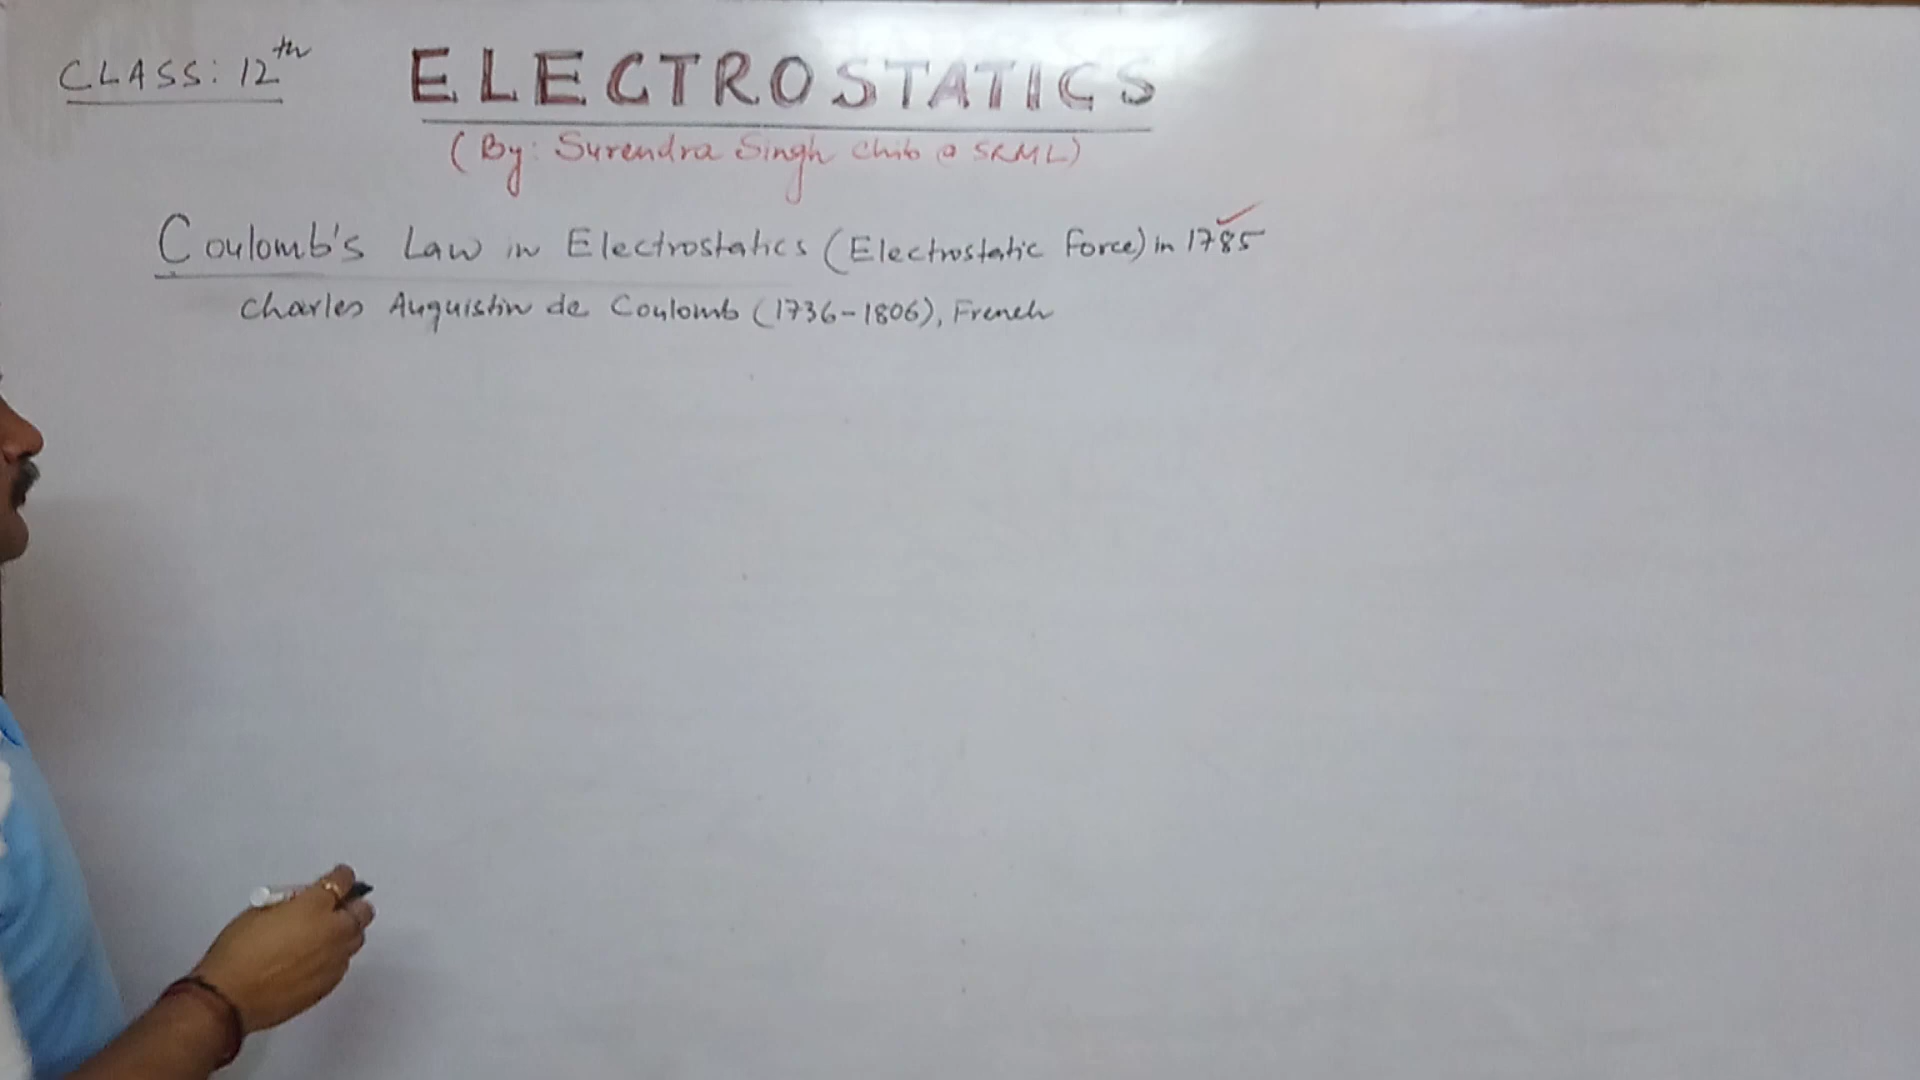 CLASS: 12th
ELECTROSTATICS
(By: Surendra Singh Chib @ SKML)
Coulomb's Law in Electrostatics (Electrostatic Force) in 1785
Charles Auguistin de Coulomb (1736-1806), French